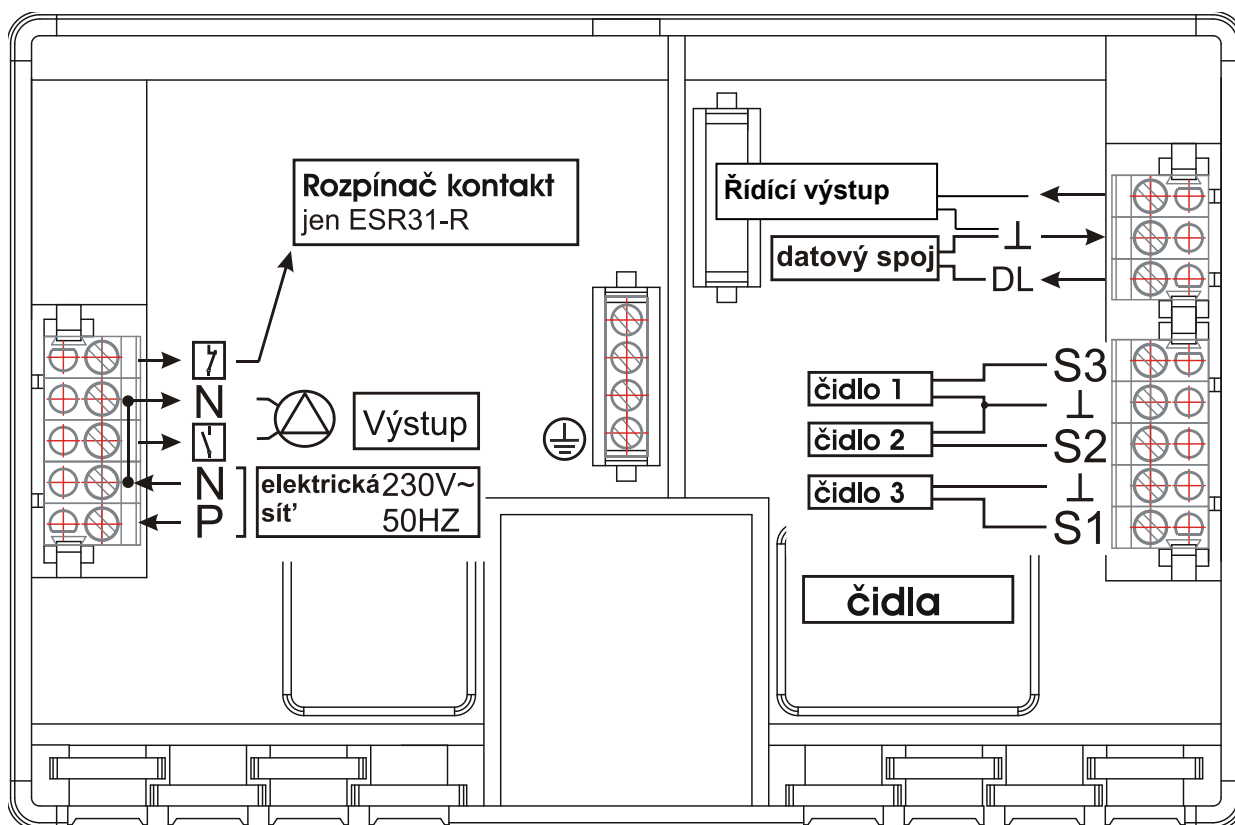 Rozpínač kontakt
jen ESR31-R
N
Výstup
N
P
elektrická 230V~
síť 50HZ
Řídící výstup
datový spoj
DL
čidlo 1
čidlo 2
čidlo 3
S3
S2
S1
čidla